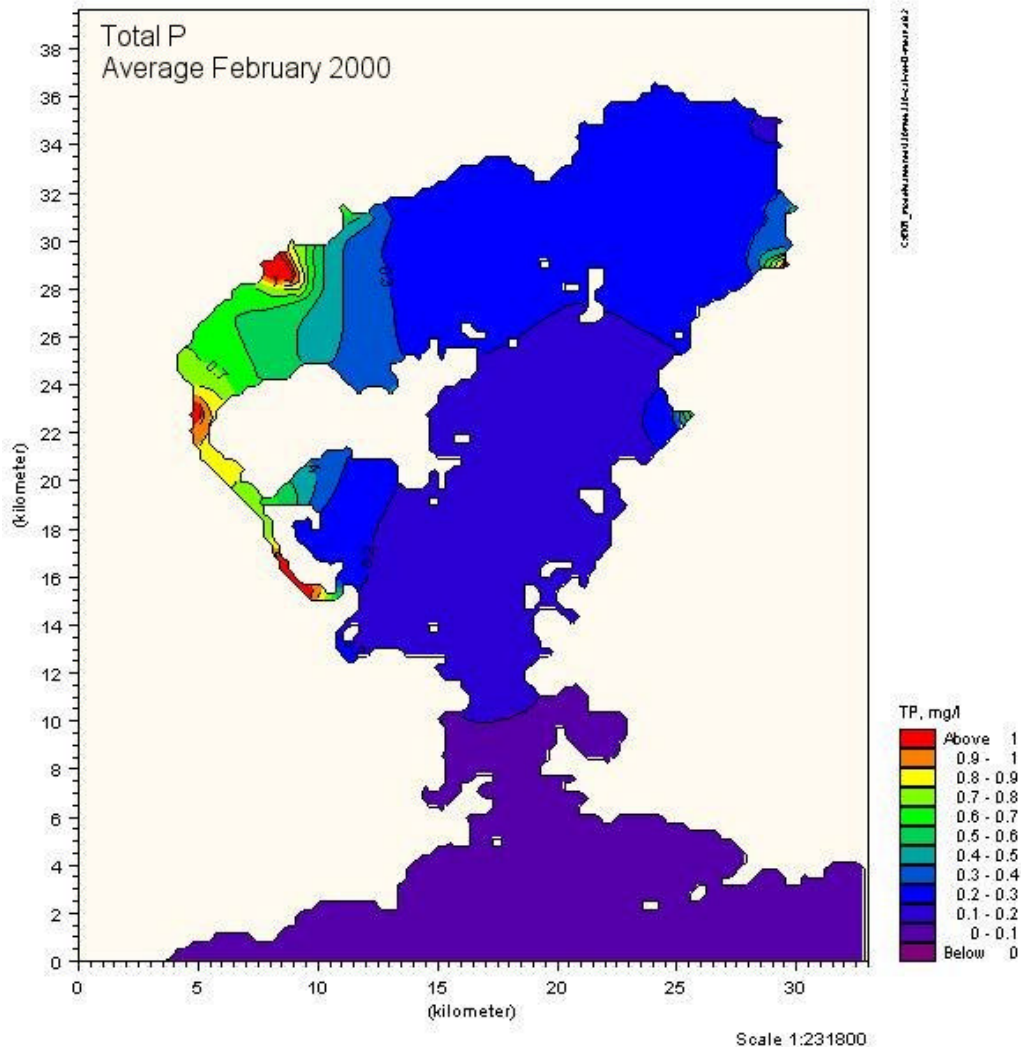 Total P
Average February 2000
38
36
34
32
30
28
26
24
22
20
18
16
14
12
10
8
6
4
2
0
(kilometer)
0 5 10 15 20 25 30
(kilometer)
Scale 1:231800
TP, mg/l
Above 1
0.9 - 1
0.8 - 0.9
0.7 - 0.8
0.6 - 0.7
0.5 - 0.6
0.4 - 0.5
0.3 - 0.4
0.2 - 0.3
0.1 - 0.2
0 - 0.1
Below 0
0.7